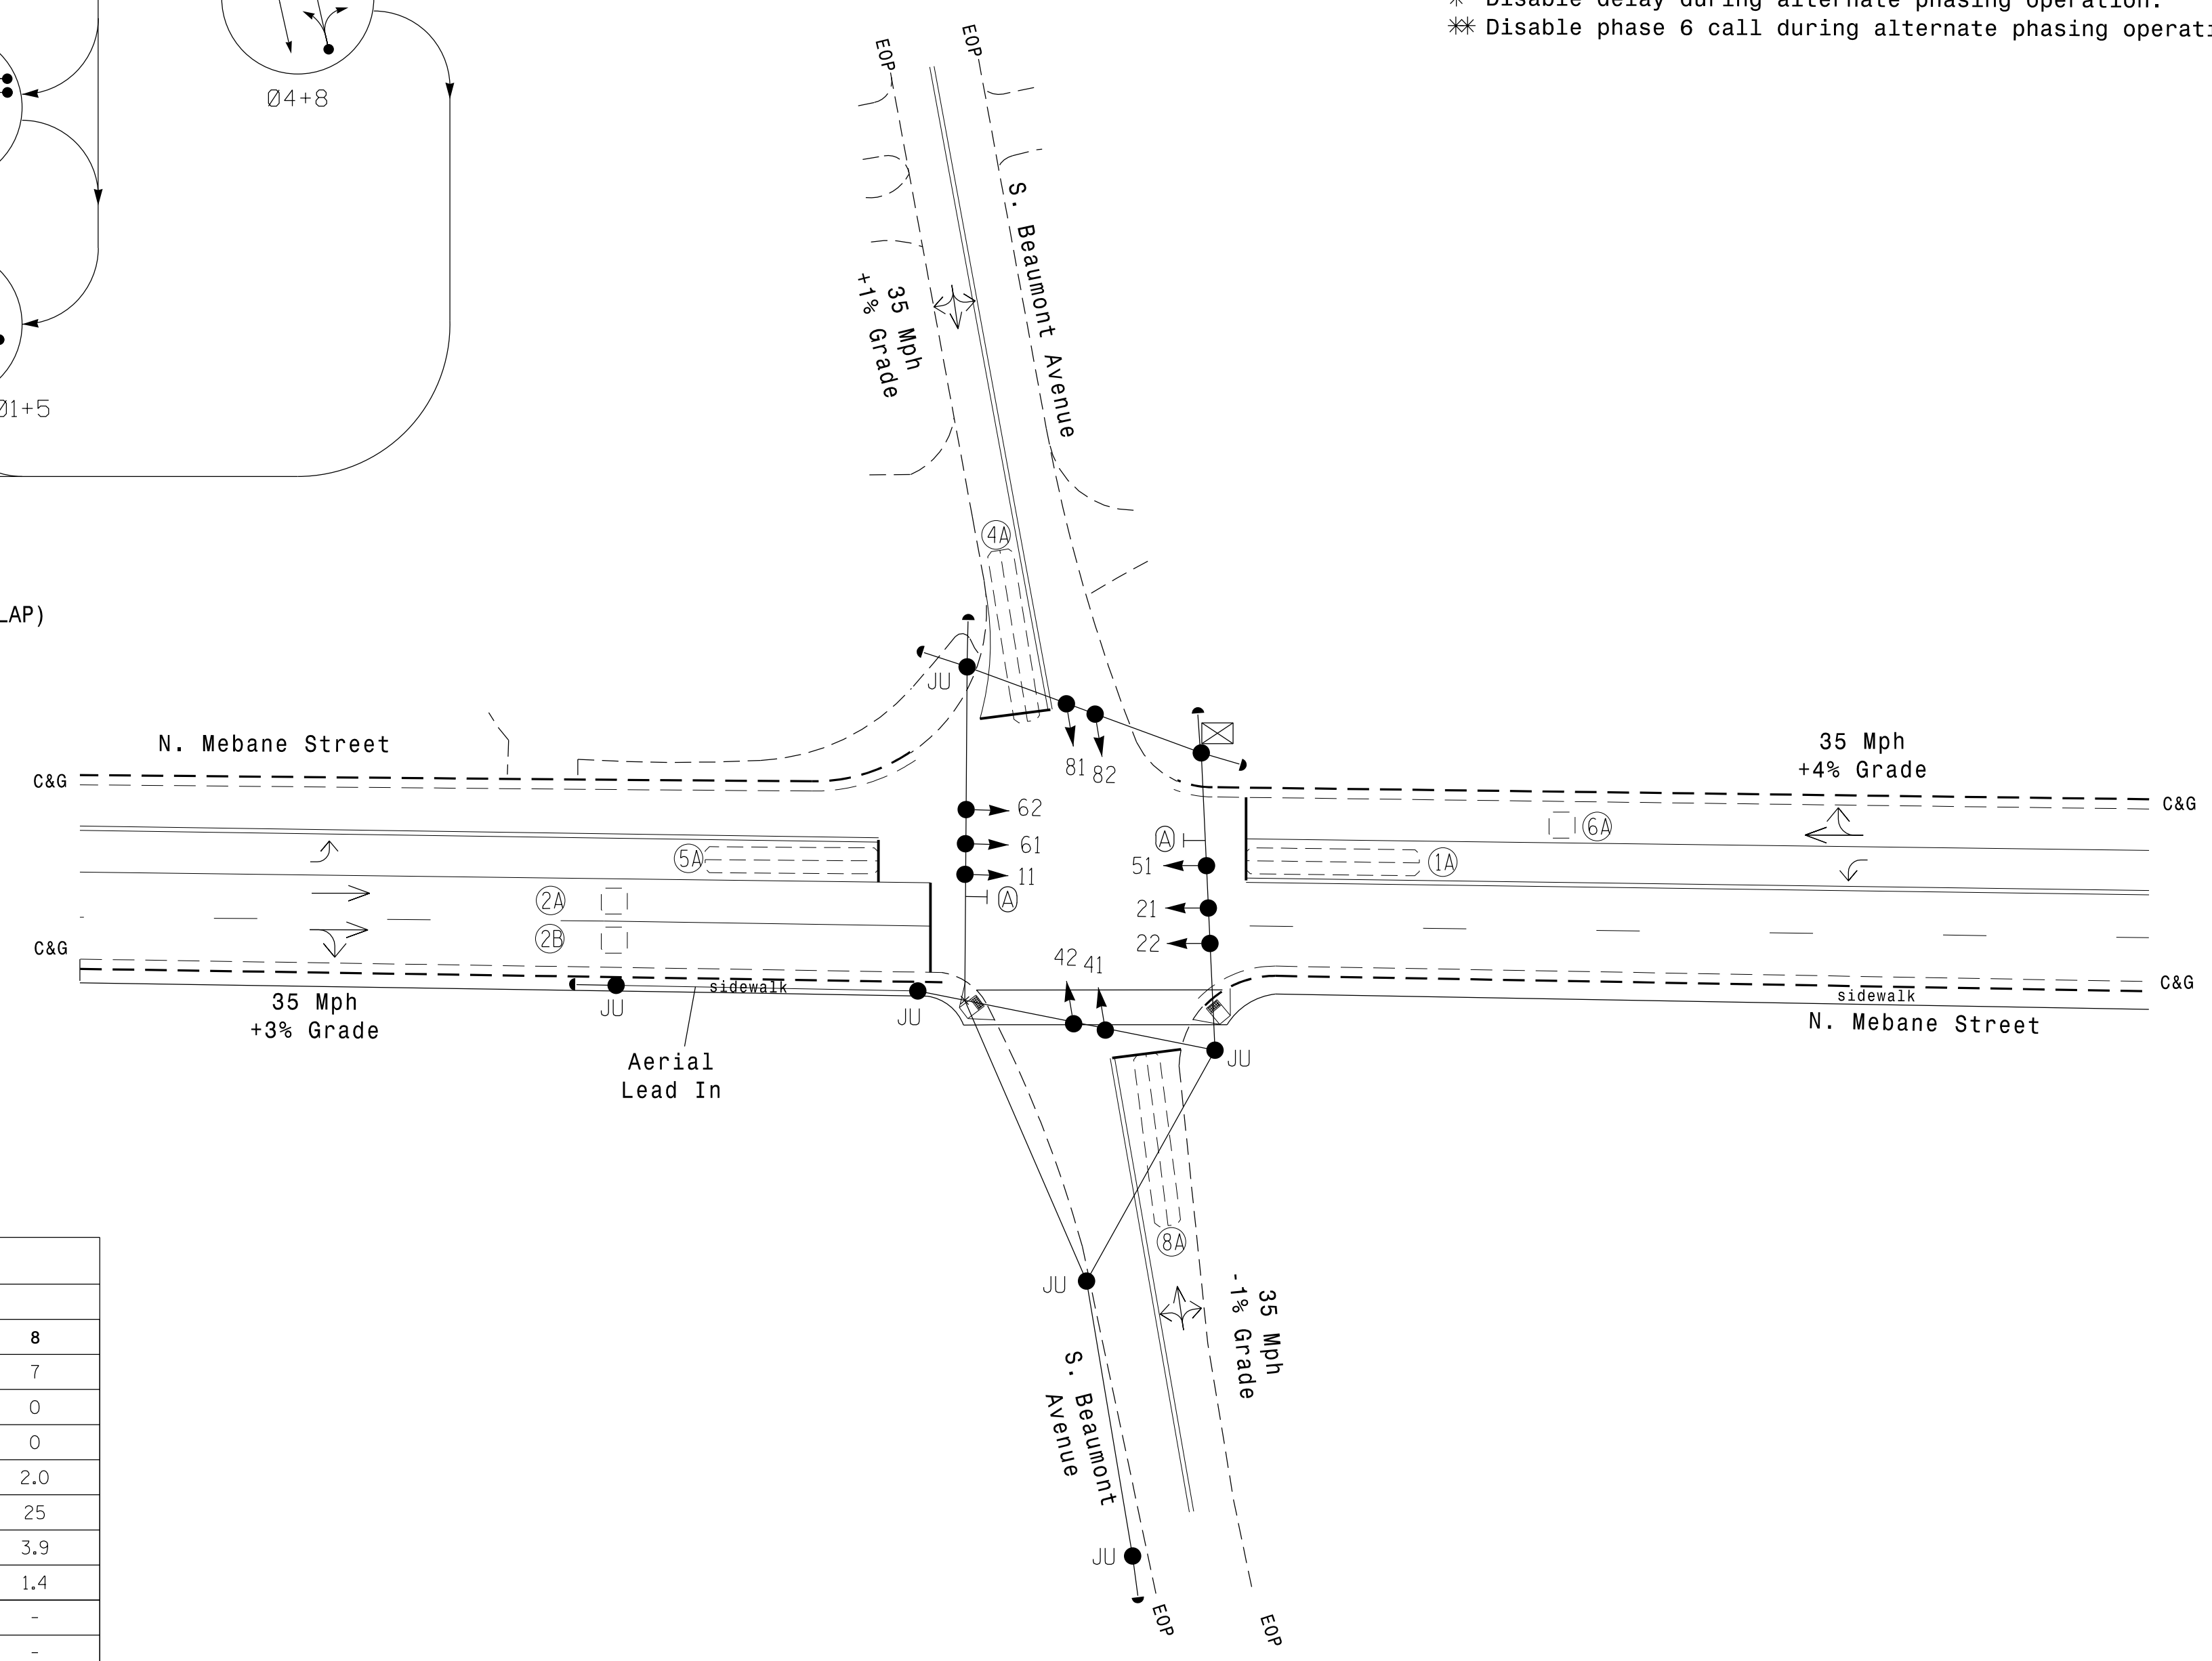 Disable delay during alternate phasing operation.
Disable phase 6 call during alternate phasing operati
Ø4+8
Ø1+5
LAP)
EOP
EOP
S. Beaumont Avenue
35 Mph
+1% Grade
4A
JU
81
82
N. Mebane Street
C&G
C&G
35 Mph
+4% Grade
C&G
C&G
62
61
11
A
A
51
21
22
6A
1A
5A
2A
2B
42
41
sidewalk
sidewalk
35 Mph
+3% Grade
JU
JU
JU
N. Mebane Street
Aerial
Lead In
8A
JU
35 Mph
-1% Grade
S. Beaumont
Avenue
JU
EOP
EOP
8
7
0
0
2.0
25
3.9
1.4
-
-